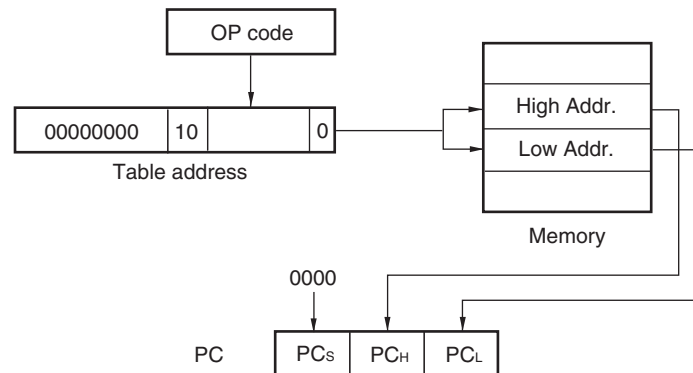 OP code
00000000 10 0
Table address
High Addr.
Low Addr.
Memory
0000
PC PCS PCH PCL